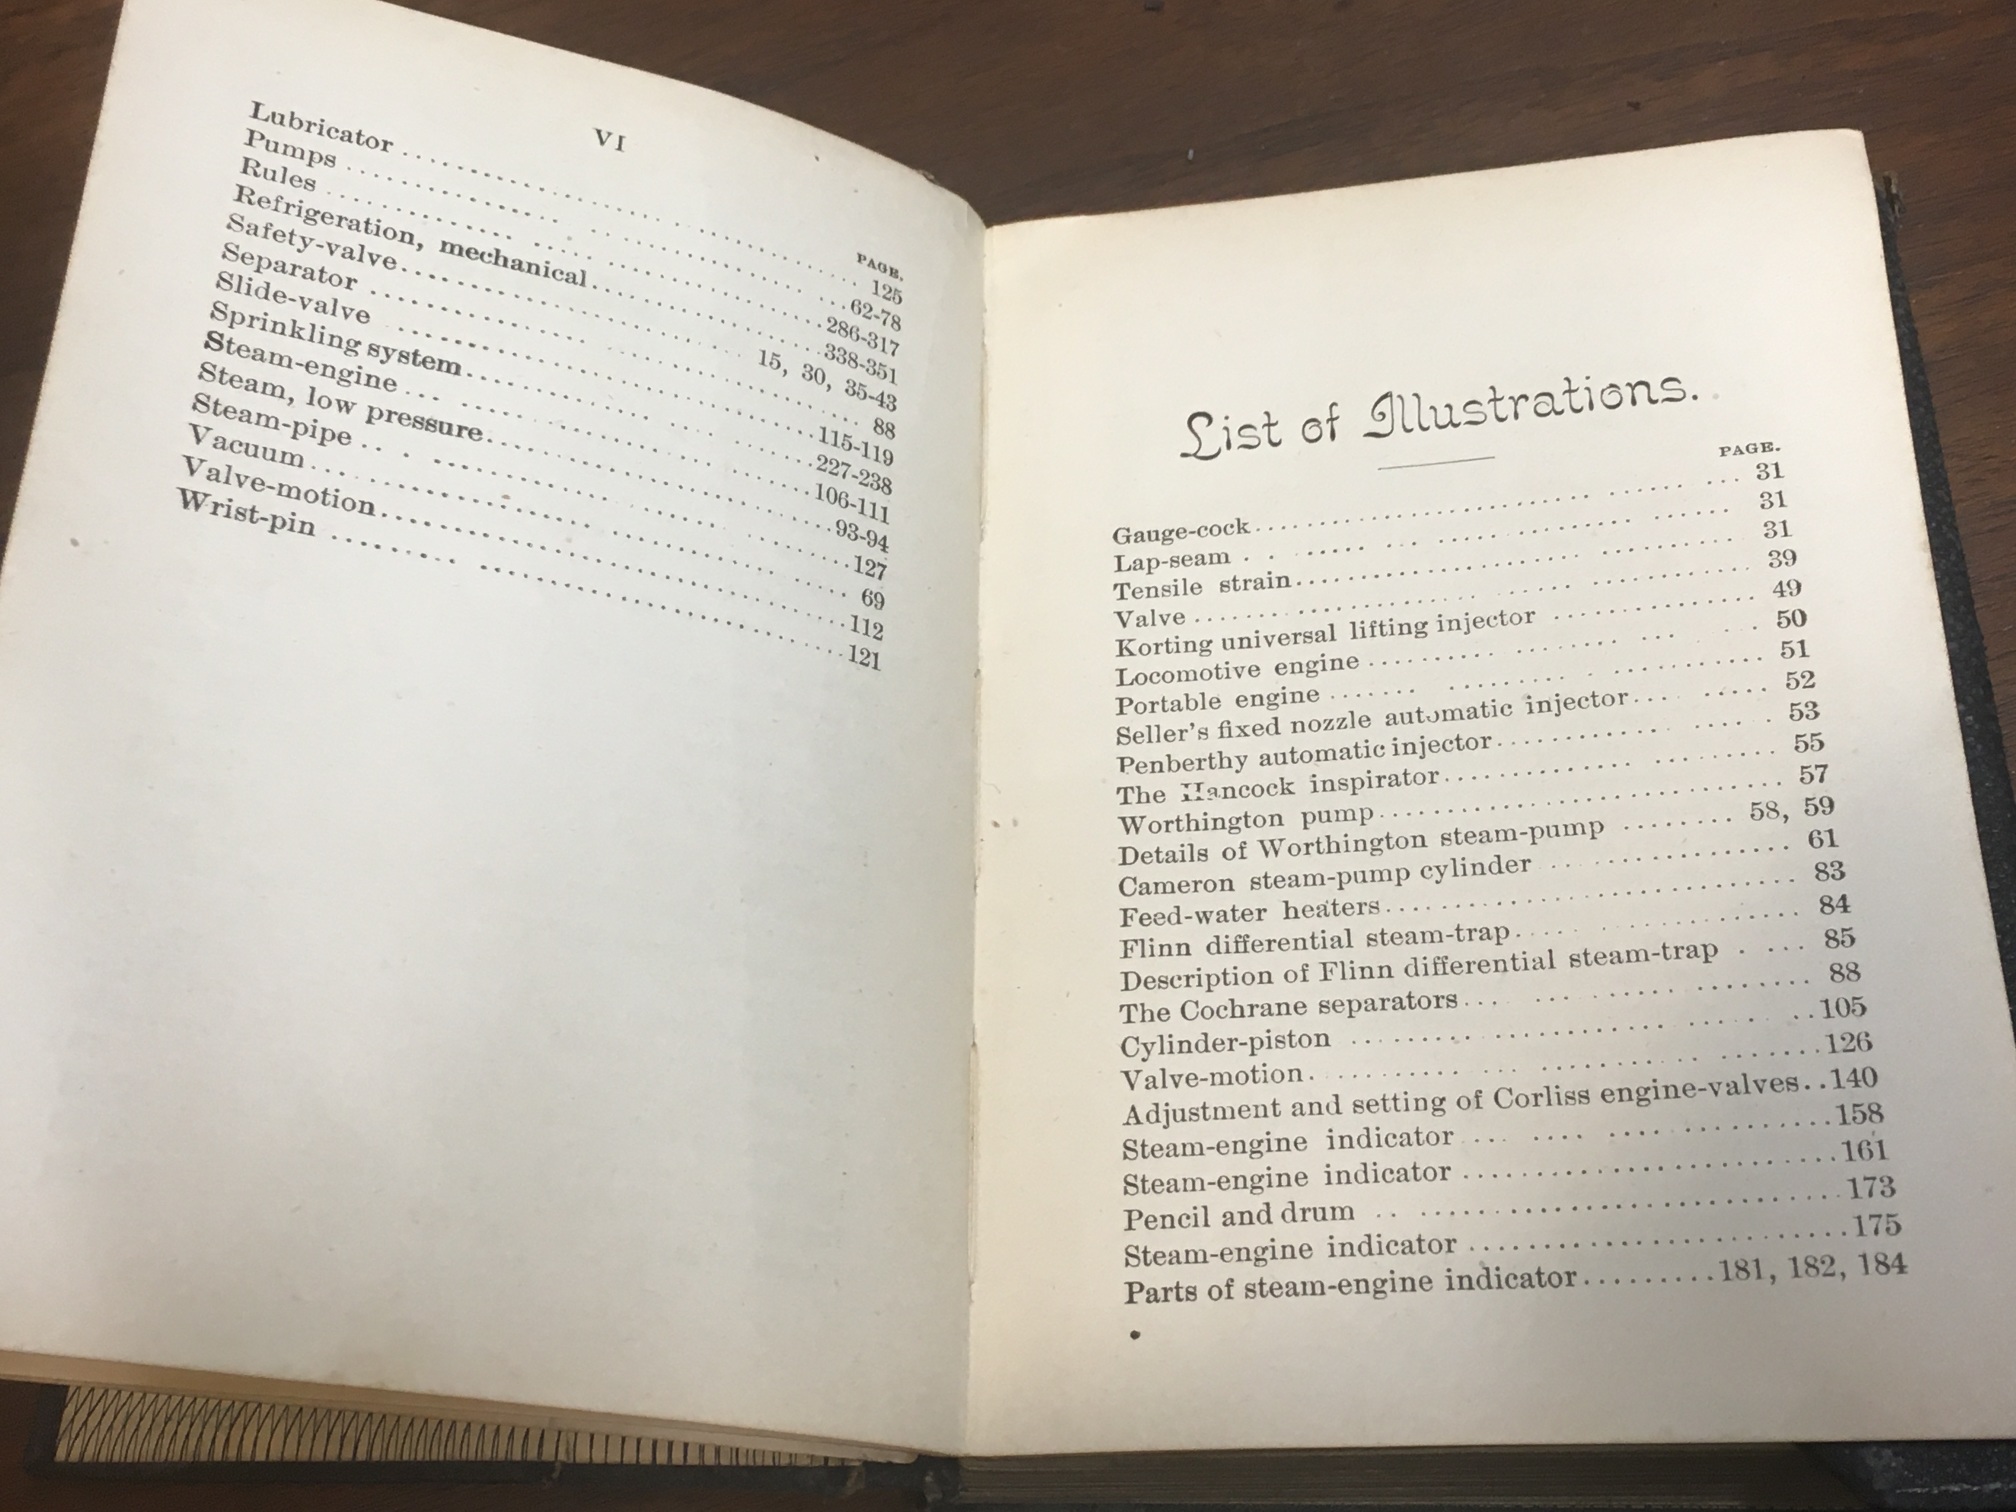 VI
PAGE.
Lubricator 125
Pumps 62-78
Rules 286-317
Refrigeration, mechanical 338-351
Safety-valve 15, 30, 35-43
Separator 88
Slide-valve 115-119
Sprinkling system 227-238
Steam-engine 106-111
Steam, low pressure 93-94
Steam-pipe 127
Vacuum 69
Valve-motion 112
Wrist-pin 121
List of Illustrations.
PAGE.
Gauge-cock 31
Lap-seam 31
Tensile strain 31
Valve 39
Korting universal lifting injector 49
Locomotive engine 50
Portable engine 51
Seller's fixed nozzle automatic injector 52
Penberthy automatic injector 53
The Hancock inspirator 55
Worthington pump 57
Details of Worthington steam-pump 58, 59
Cameron steam-pump cylinder 61
Feed-water heaters 83
Flinn differential steam-trap 84
Description of Flinn differential steam-trap 85
The Cochrane separators 88
Cylinder-piston 105
Valve-motion 126
Adjustment and setting of Corliss engine-valves 140
Steam-engine indicator 158
Steam-engine indicator 161
Pencil and drum 173
Steam-engine indicator 175
Parts of steam-engine indicator 181, 182, 184